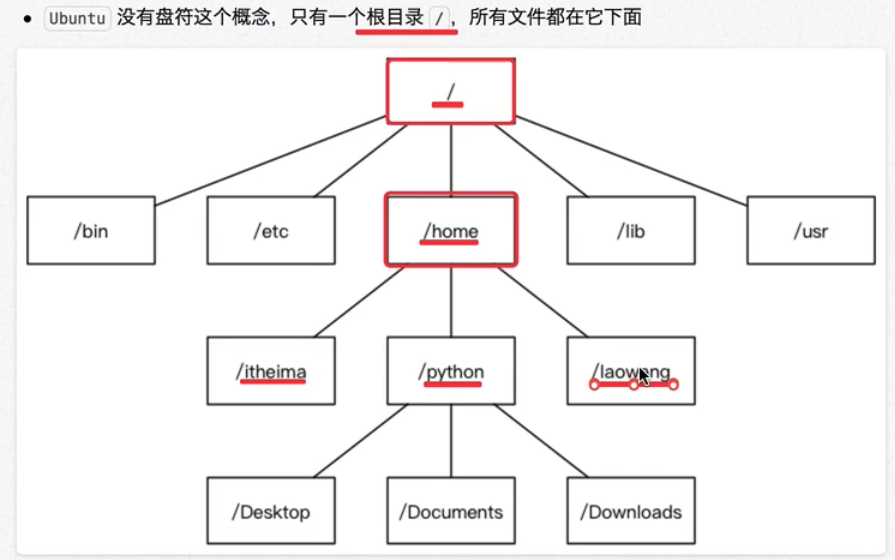 Ubuntu 没有盘符这个概念，只有一个根目录 /，所有文件都在它下面
/
/bin /etc /home /lib /usr
/itheima /python /laowang
/Desktop /Documents /Downloads